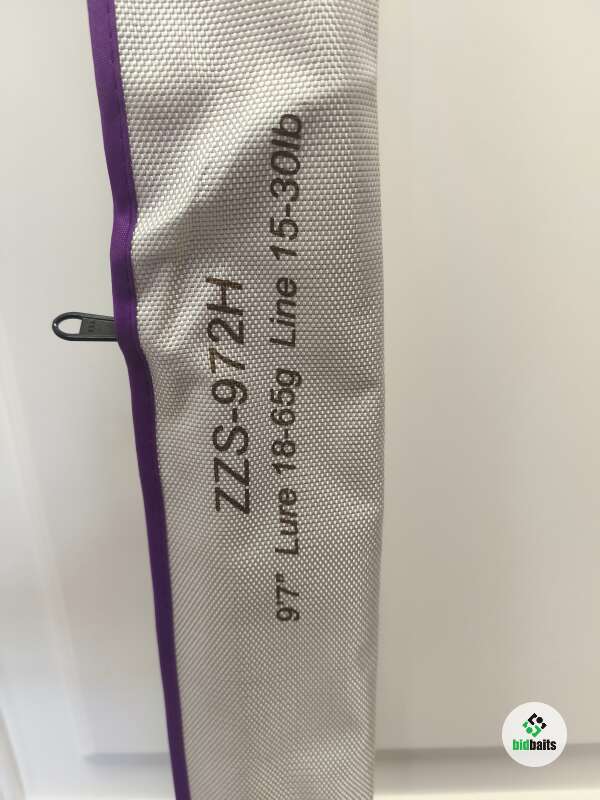 ZZS-972H
9'7" Lure 18-65g Line 15-30lb
bidbaits